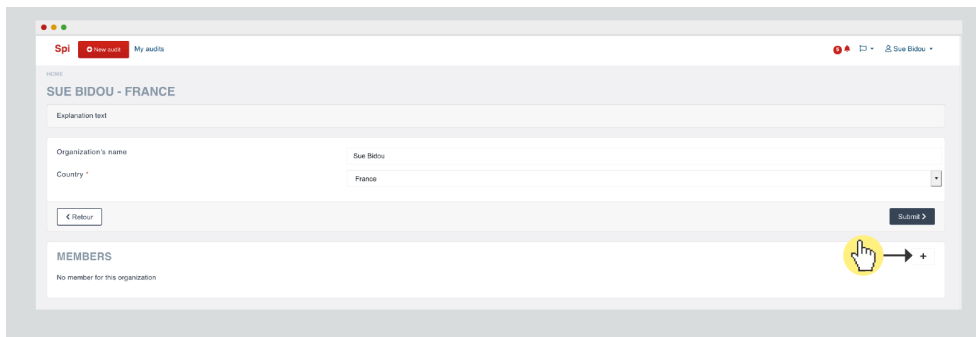 Spi New audit My audits 5 Sue Bidou
HOME
SUE BIDOU - FRANCE
Explanation text
Organization's name Sue Bidou
Country * France
Retour Submit
MEMBERS +
No member for this organization